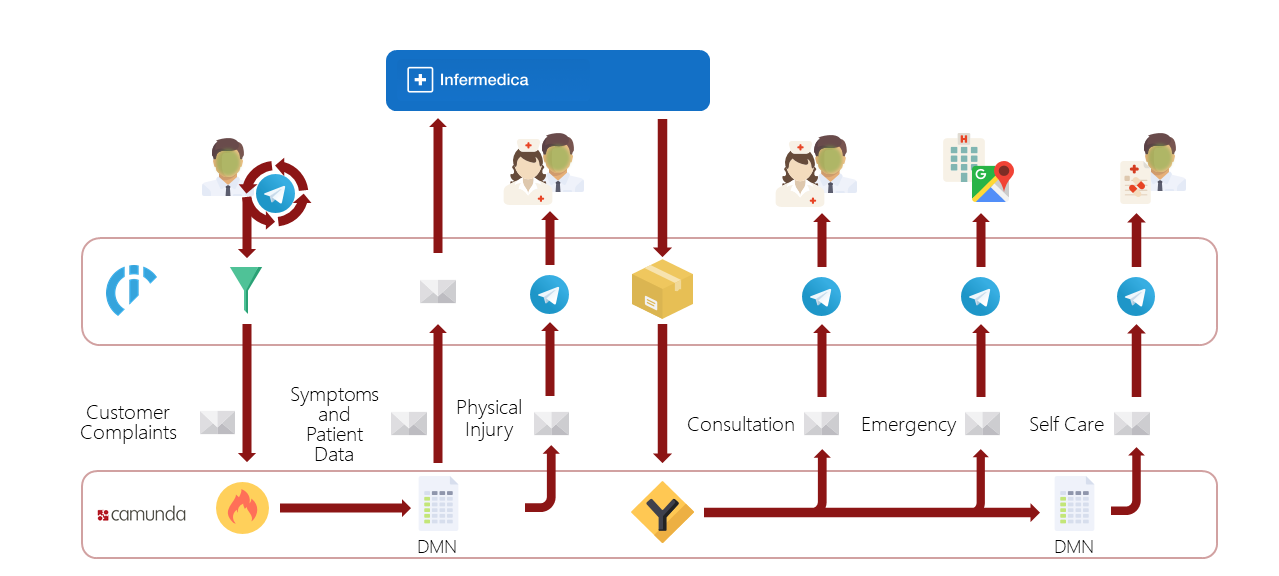 Infermedica
H
G
Customer
Complaints
Symptoms
and
Patient
Data
Physical
Injury
Consultation
Emergency
Self Care
camunda
DMN
DMN